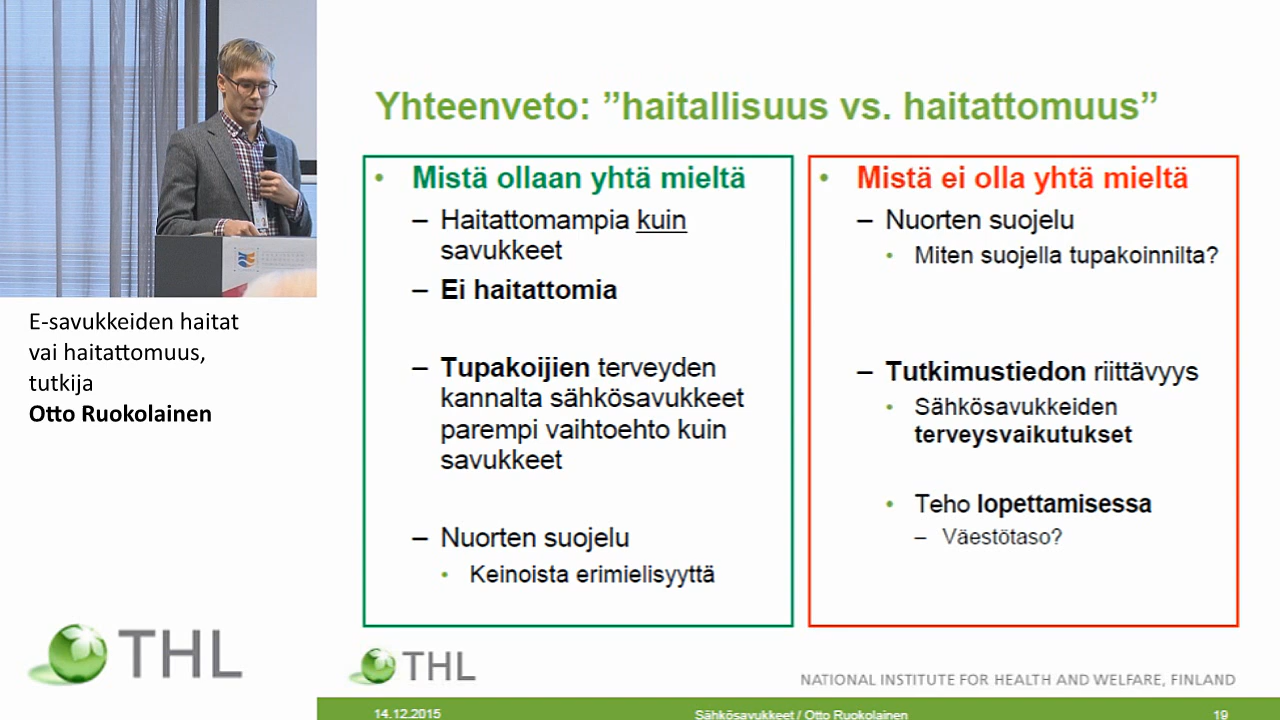 E-savukkeiden haitat
vai haitattomuus,
tutkija
Otto Ruokolainen
THL
Yhteenveto: ”haitallisuus vs. haitattomuus”
• Mistä ollaan yhtä mieltä
– Haitattomampia kuin
savukkeet
– Ei haitattomia
– Tupakoijien terveyden
kannalta sähkösavukkeet
parempi vaihtoehto kuin
savukkeet
– Nuorten suojelu
• Keinoista erimielisyyttä
• Mistä ei olla yhtä mieltä
– Nuorten suojelu
• Miten suojella tupakoinnilta?
– Tutkimustiedon riittävyys
• Sähkösavukkeiden
terveysvaikutukset
• Teho lopettamisessa
– Väestötaso?
THL
NATIONAL INSTITUTE FOR HEALTH AND WELFARE, FINLAND
14.12.2015
Sähkösavukkeet / Otto Ruokolainen
19